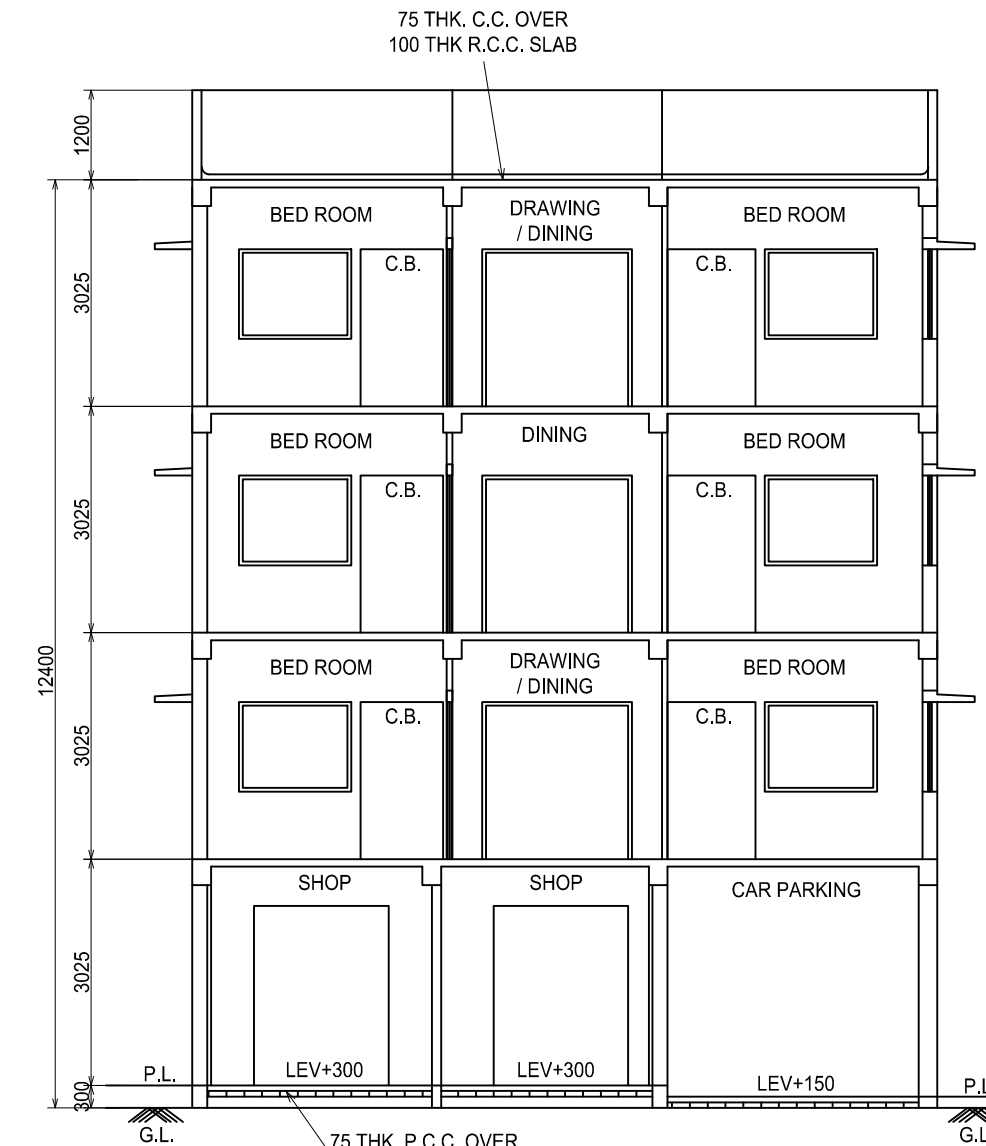 75 THK. C.C. OVER
100 THK R.C.C. SLAB
1200
BED ROOM
DRAWING
/ DINING
BED ROOM
C.B.
C.B.
3025
BED ROOM
DINING
BED ROOM
C.B.
C.B.
3025
12400
BED ROOM
DRAWING
/ DINING
BED ROOM
C.B.
C.B.
3025
SHOP
SHOP
CAR PARKING
3025
LEV+300
LEV+300
LEV+150
P.L.
P.L
300
G.L.
G.L
75 THK. P.C.C. OVER